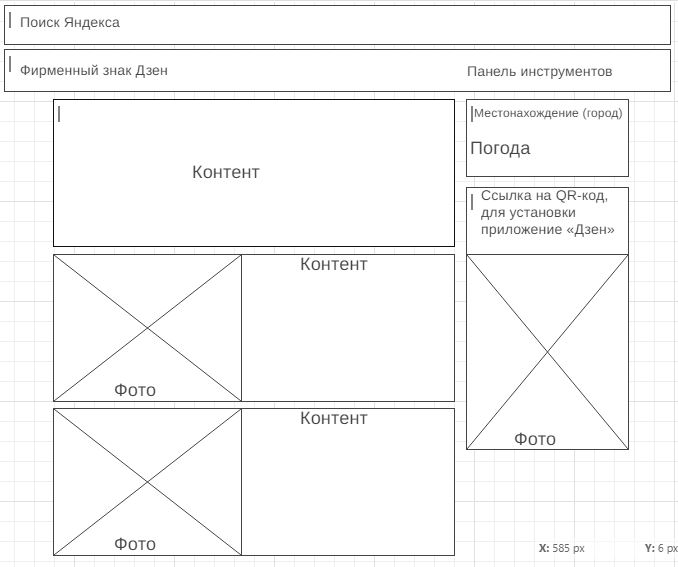 Поиск Яндекса
Фирменный знак Дзен
Панель инструментов
Контент
Местонахождение (город)
Погода
Ссылка на QR-код,
для установки
приложение «Дзен»
Контент
Фото
Фото
Контент
Фото
X: 585 px
Y: 6 px